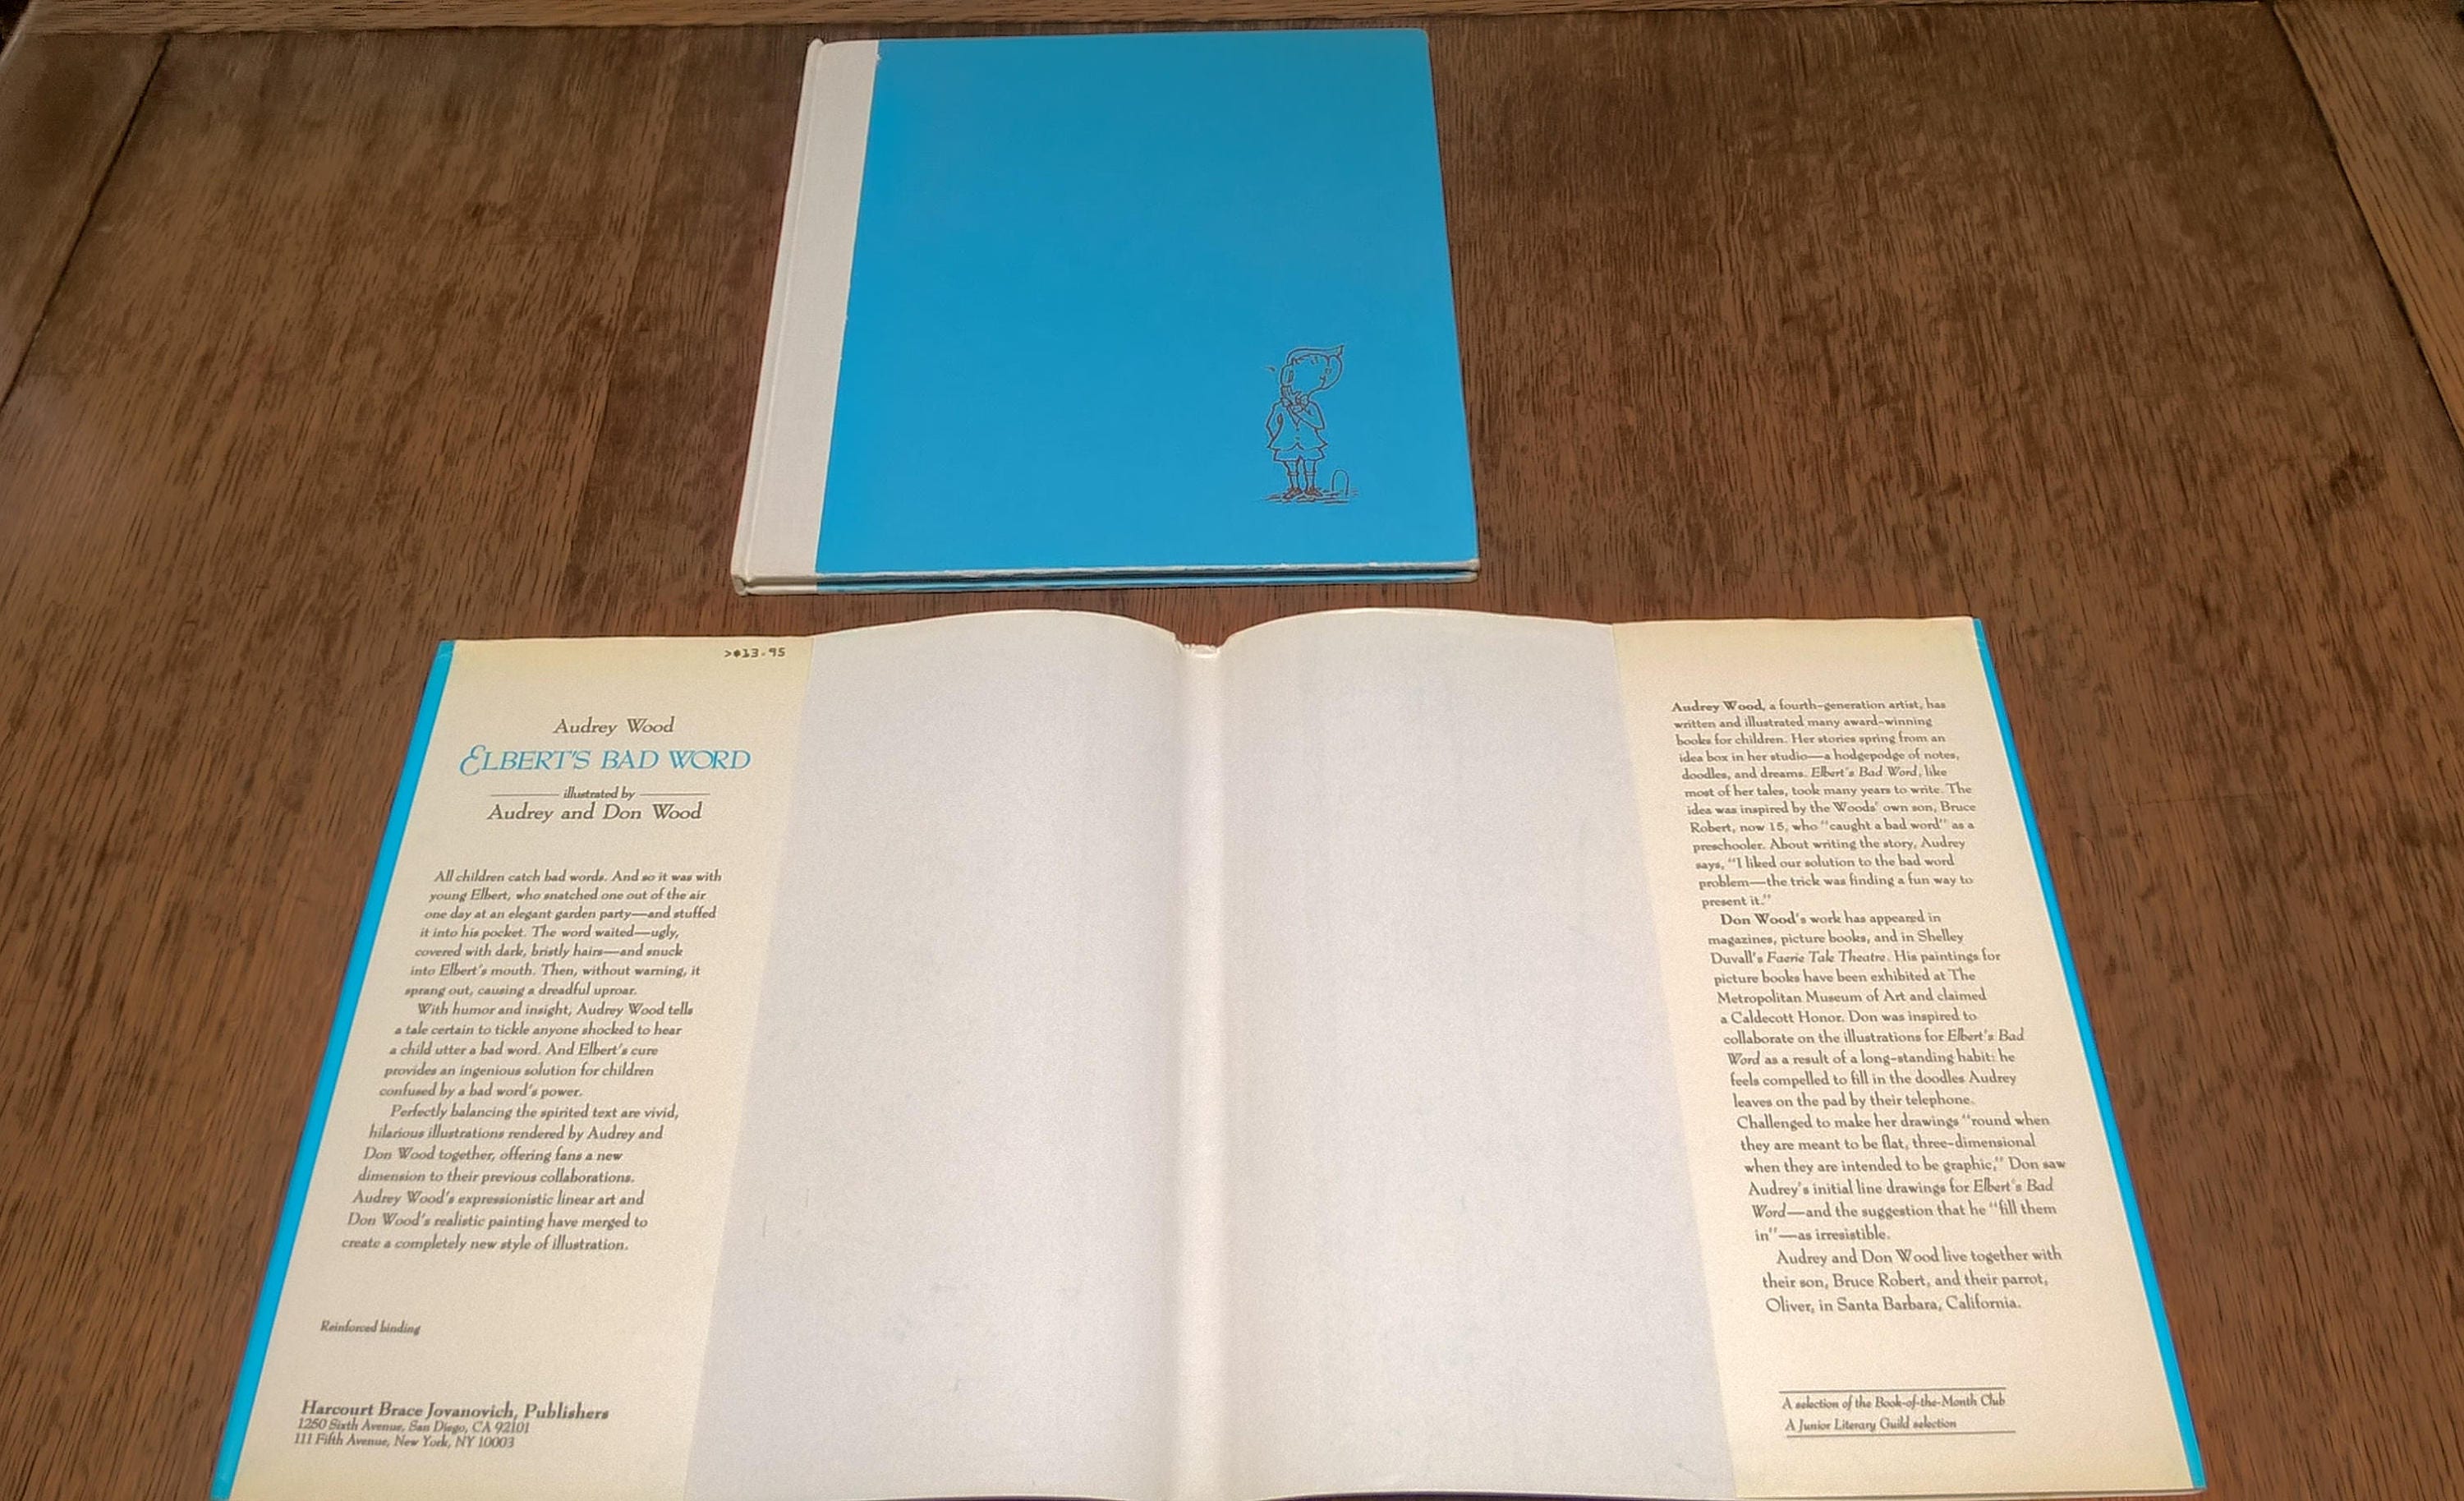 >$13.95
Audrey Wood
ELBERT'S BAD WORD
illustrated by
Audrey and Don Wood
All children catch bad words. And so it was with
young Elbert, who snatched one out of the air
one day at an elegant garden party—and stuffed
it into his pocket. The word waited—ugly,
covered with dark, bristly hairs—and snuck
into Elbert's mouth. Then, without warning, it
sprang out, causing a dreadful uproar.
With humor and insight, Audrey Wood tells
a tale certain to tickle anyone shocked to hear
a child utter a bad word. And Elbert's cure
provides an ingenious solution for children
confused by a bad word's power.
Perfectly balancing the spirited text are vivid,
hilarious illustrations rendered by Audrey and
Don Wood together, offering fans a new
dimension to their previous collaborations.
Audrey Wood's expressionistic linear art and
Don Wood's realistic painting have merged to
create a completely new style of illustration.
Reinforced binding
Harcourt Brace Jovanovich, Publishers
1250 Sixth Avenue, San Diego, CA 92101
111 Fifth Avenue, New York, NY 10003
Audrey Wood, a fourth-generation artist, has
written and illustrated many award-winning
books for children. Her stories spring from an
idea box in her studio—a hodgepodge of notes,
doodles, and dreams. Elbert's Bad Word, like
most of her tales, took many years to write. The
idea was inspired by the Woods' own son, Bruce
Robert, now 15, who "caught a bad word" as a
preschooler. About writing the story, Audrey
says, "I liked our solution to the bad word
problem—the trick was finding a fun way to
present it."
Don Wood's work has appeared in
magazines, picture books, and in Shelley
Duvall's Faerie Tale Theatre. His paintings for
picture books have been exhibited at The
Metropolitan Museum of Art and claimed
a Caldecott Honor. Don was inspired to
collaborate on the illustrations for Elbert's Bad
Word as a result of a long-standing habit: he
feels compelled to fill in the doodles Audrey
leaves on the pad by their telephone.
Challenged to make her drawings "round when
they are meant to be flat, three-dimensional
when they are intended to be graphic," Don saw
Audrey's initial line drawings for Elbert's Bad
Word—and the suggestion that he "fill them
in"—as irresistible.
Audrey and Don Wood live together with
their son, Bruce Robert, and their parrot,
Oliver, in Santa Barbara, California.
A selection of the Book-of-the-Month Club
A Junior Literary Guild selection